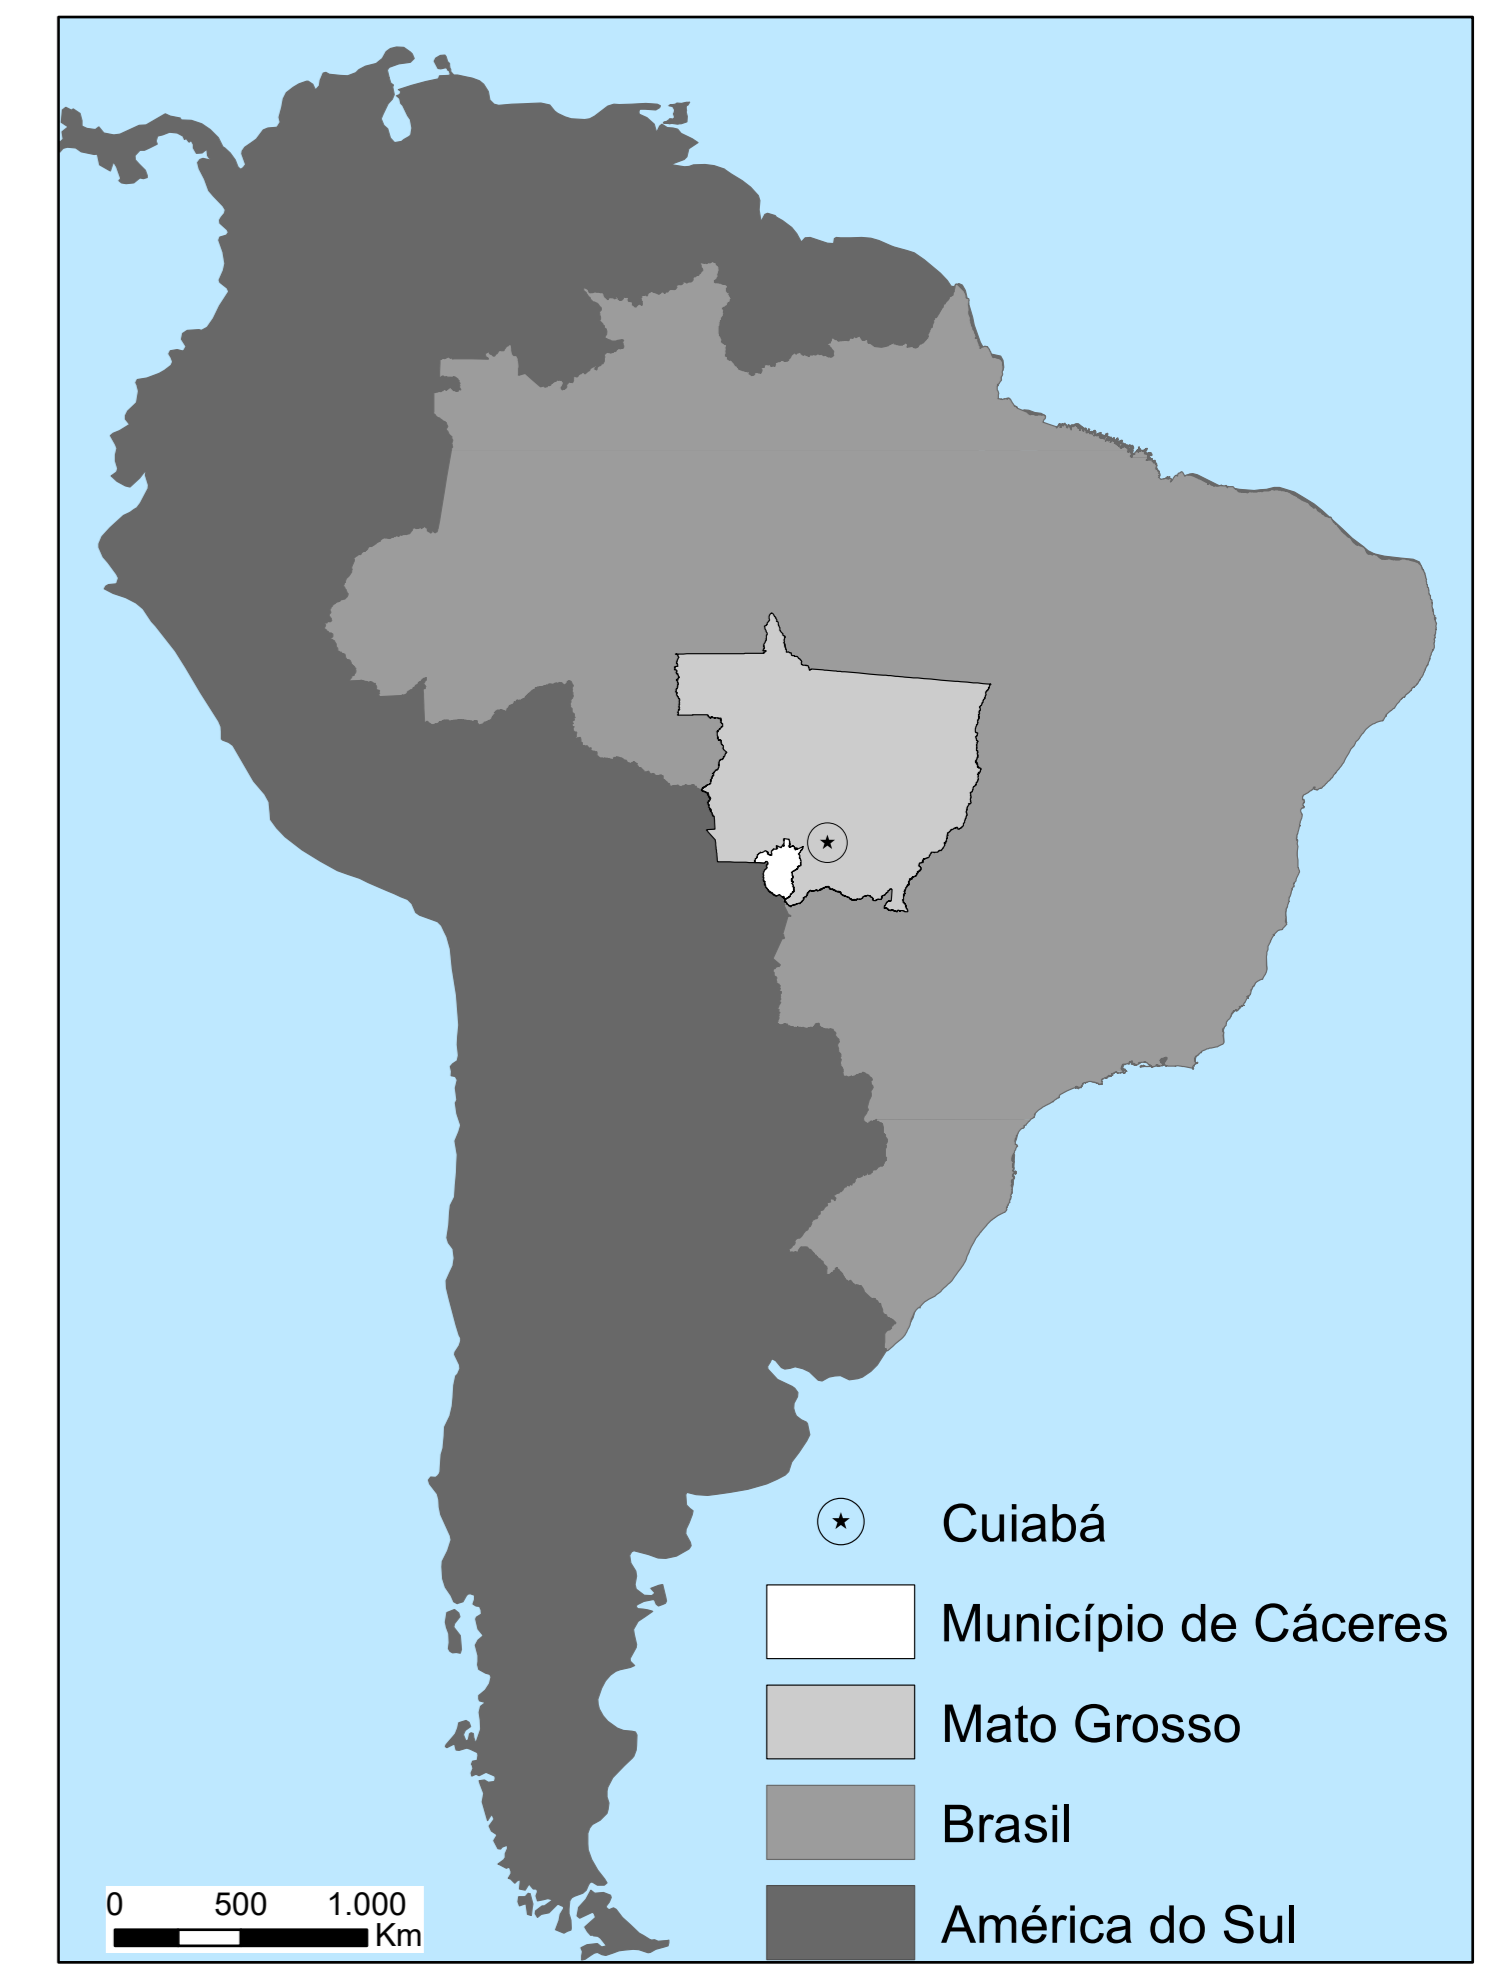 Cuiabá
Município de Cáceres
Mato Grosso
Brasil
América do Sul
0 500 1.000
Km